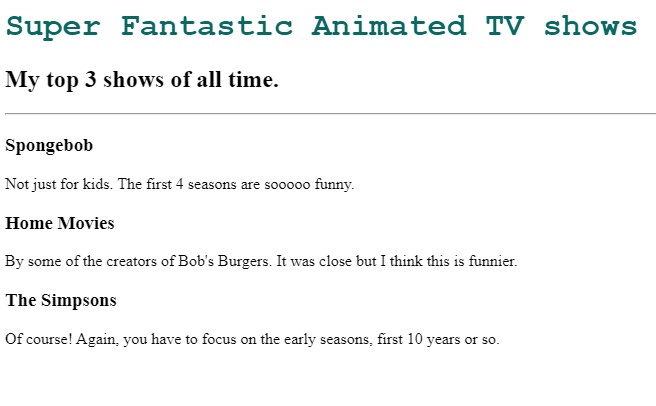 Super Fantastic Animated TV shows
My top 3 shows of all time.
Spongebob
Not just for kids. The first 4 seasons are sooooo funny.
Home Movies
By some of the creators of Bob's Burgers. It was close but I think this is funnier.
The Simpsons
Of course! Again, you have to focus on the early seasons, first 10 years or so.